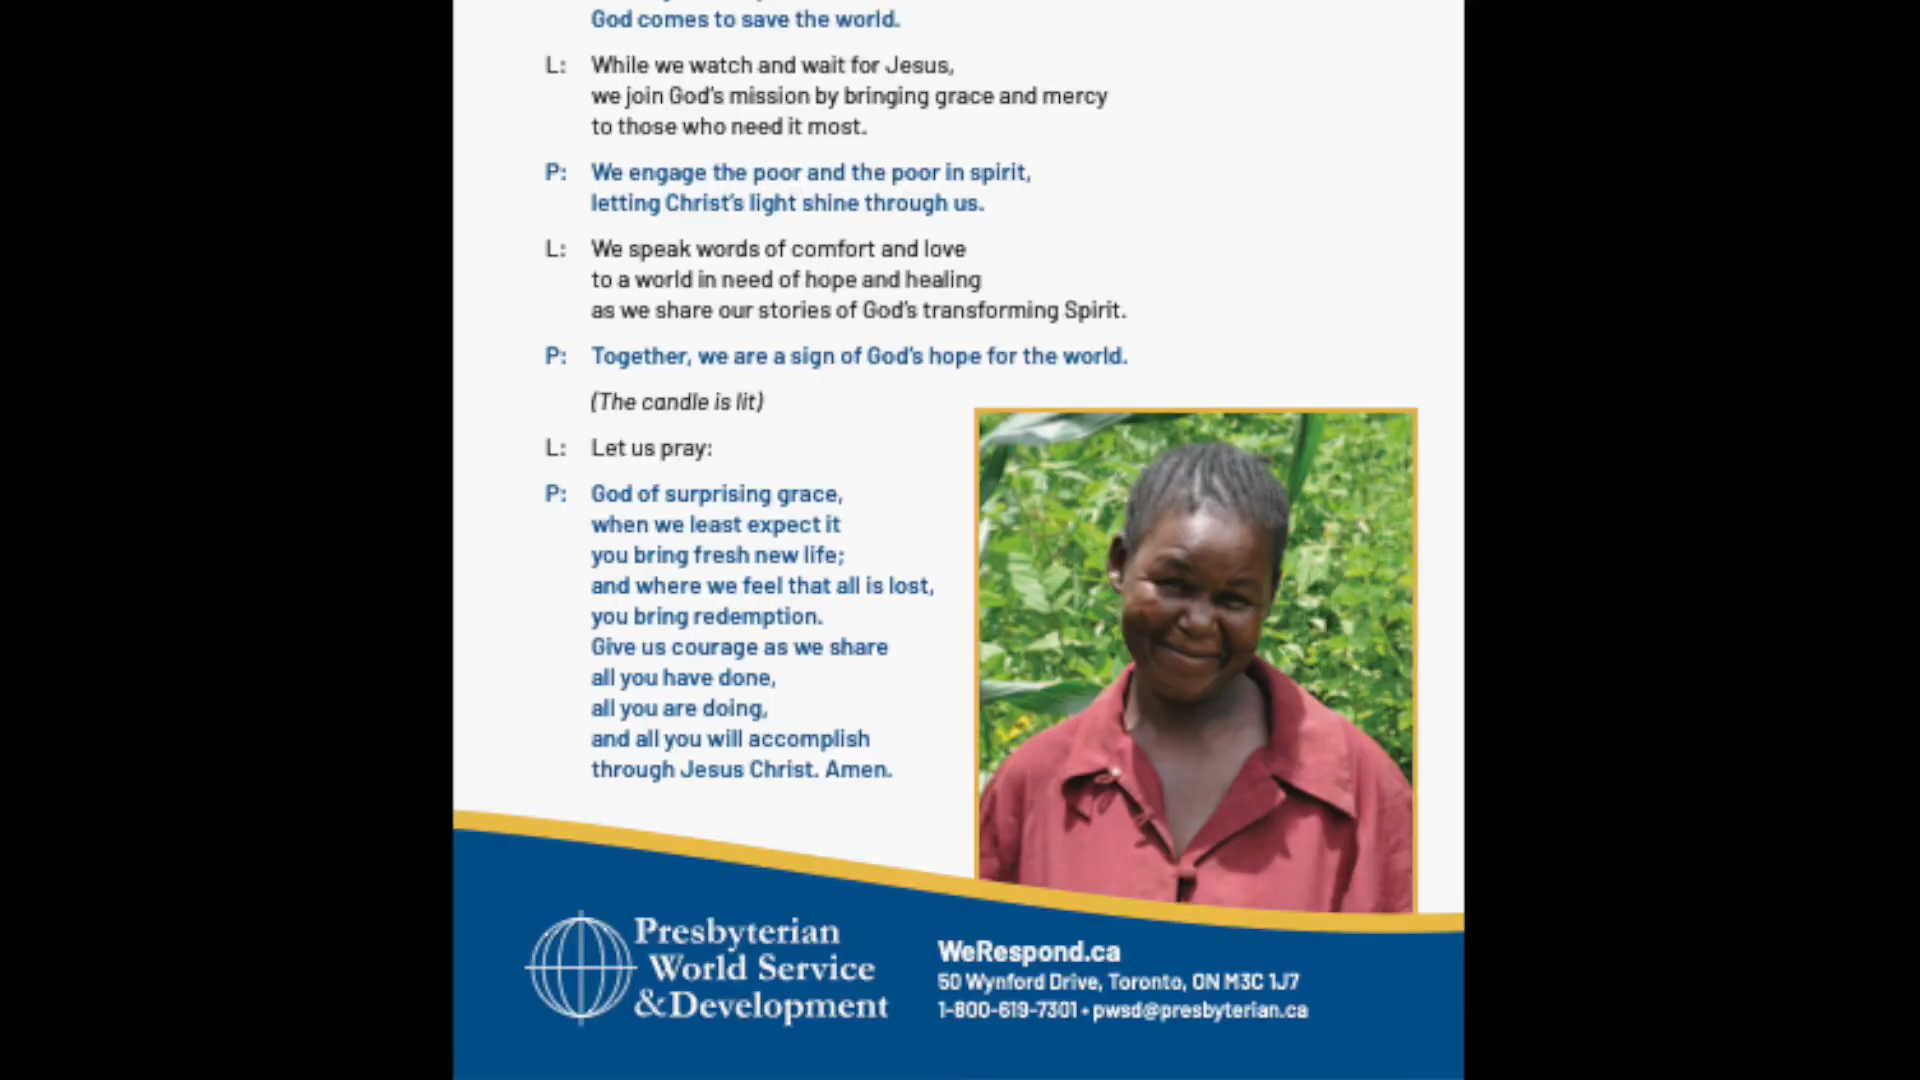 God comes to save the world.
L: While we watch and wait for Jesus,
we join God's mission by bringing grace and mercy
to those who need it most.
P: We engage the poor and the poor in spirit,
letting Christ's light shine through us.
L: We speak words of comfort and love
to a world in need of hope and healing
as we share our stories of God's transforming Spirit.
P: Together, we are a sign of God's hope for the world.
(The candle is lit)
L: Let us pray:
P: God of surprising grace,
when we least expect it
you bring fresh new life;
and where we feel that all is lost,
you bring redemption.
Give us courage as we share
all you have done,
all you are doing,
and all you will accomplish
through Jesus Christ. Amen.
Presbyterian
World Service
&Development
WeRespond.ca
50 Wynford Drive, Toronto, ON M3C 1J7
1-800-619-7301 • pwsd@presbyterian.ca